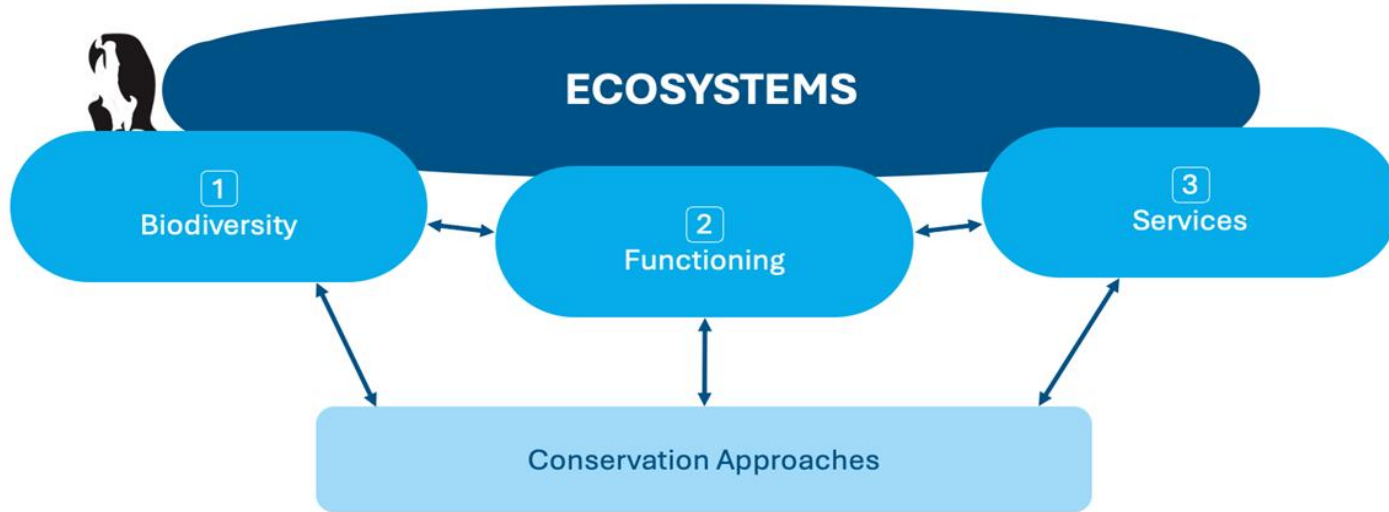 ECOSYSTEMS
1
Biodiversity
2
Functioning
3
Services
Conservation Approaches